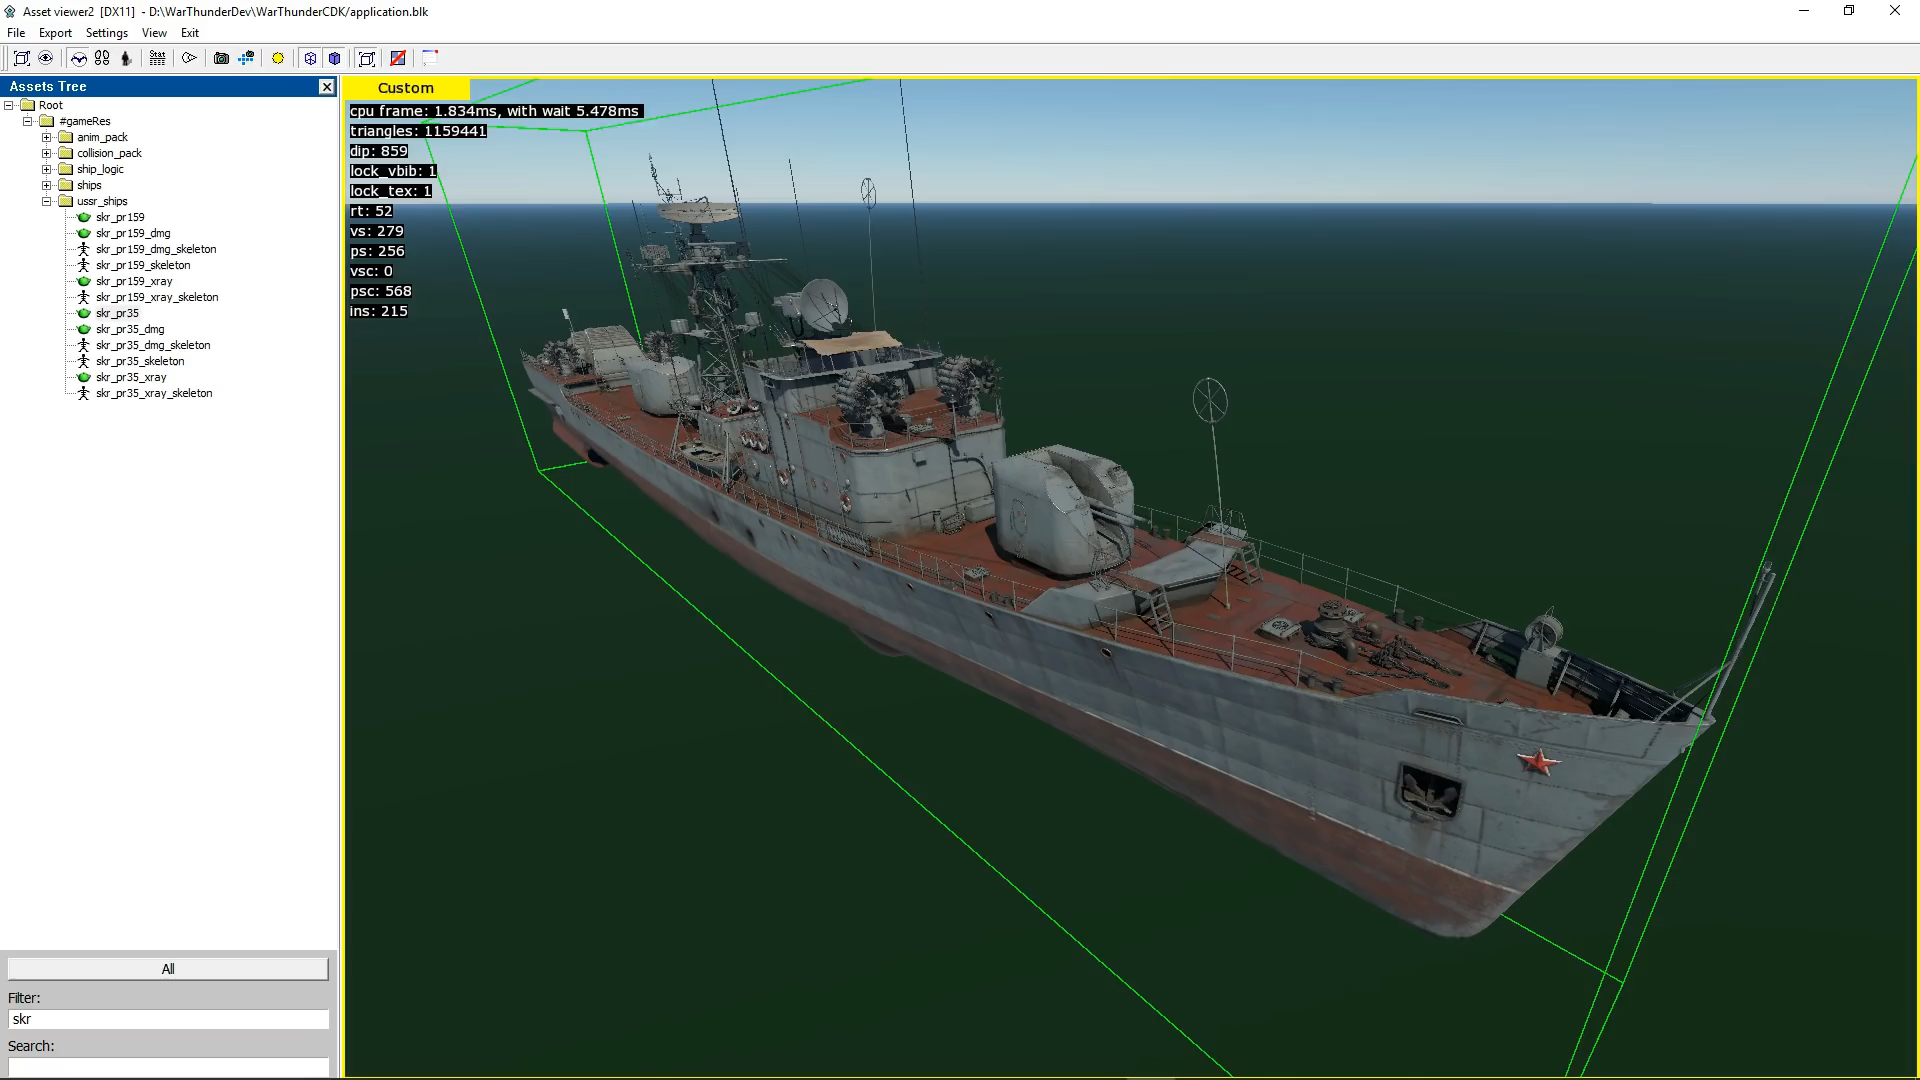 Asset viewer2 [DX11] - D:\WarThunderDev\WarThunderCDK/application.blk
File Export Settings View Exit
Stat
Assets Tree
Root
#gameRes
anim_pack
collision_pack
ship_logic
ships
ussr_ships
skr_pr159
skr_pr159_dmg
skr_pr159_dmg_skeleton
skr_pr159_skeleton
skr_pr159_xray
skr_pr159_xray_skeleton
skr_pr35
skr_pr35_dmg
skr_pr35_dmg_skeleton
skr_pr35_skeleton
skr_pr35_xray
skr_pr35_xray_skeleton
All
Filter:
skr
Search:
Custom
cpu frame: 1.834ms, with wait 5.478ms
triangles: 1159441
dip: 859
lock_vbib: 1
lock_tex: 1
rt: 52
vs: 279
ps: 256
vsc: 0
psc: 568
ins: 215